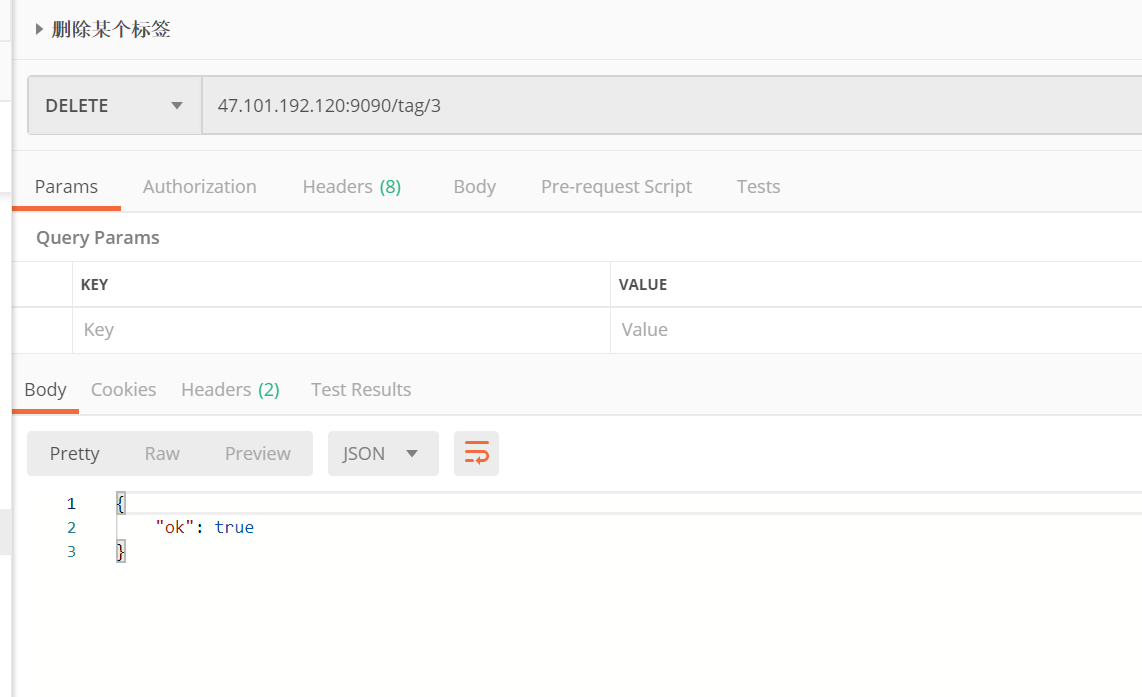 删除某个标签
DELETE 47.101.192.120:9090/tag/3
Params Authorization Headers (8) Body Pre-request Script Tests
Query Params
KEY VALUE
Key Value
Body Cookies Headers (2) Test Results
Pretty Raw Preview JSON
1 {
2 "ok": true
3 }